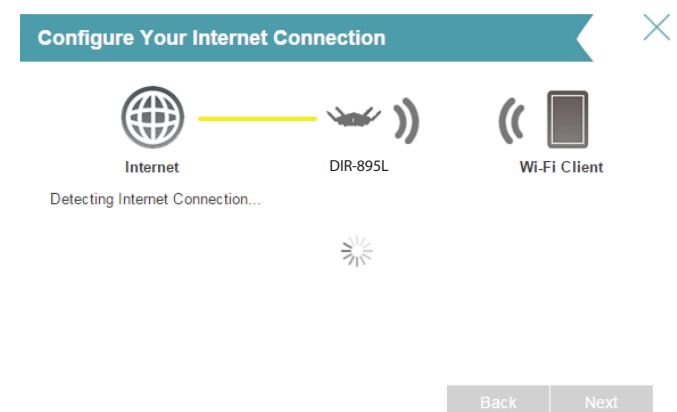 Configure Your Internet Connection
Internet
DIR-895L
Wi-Fi Client
Detecting Internet Connection...
Back
Next